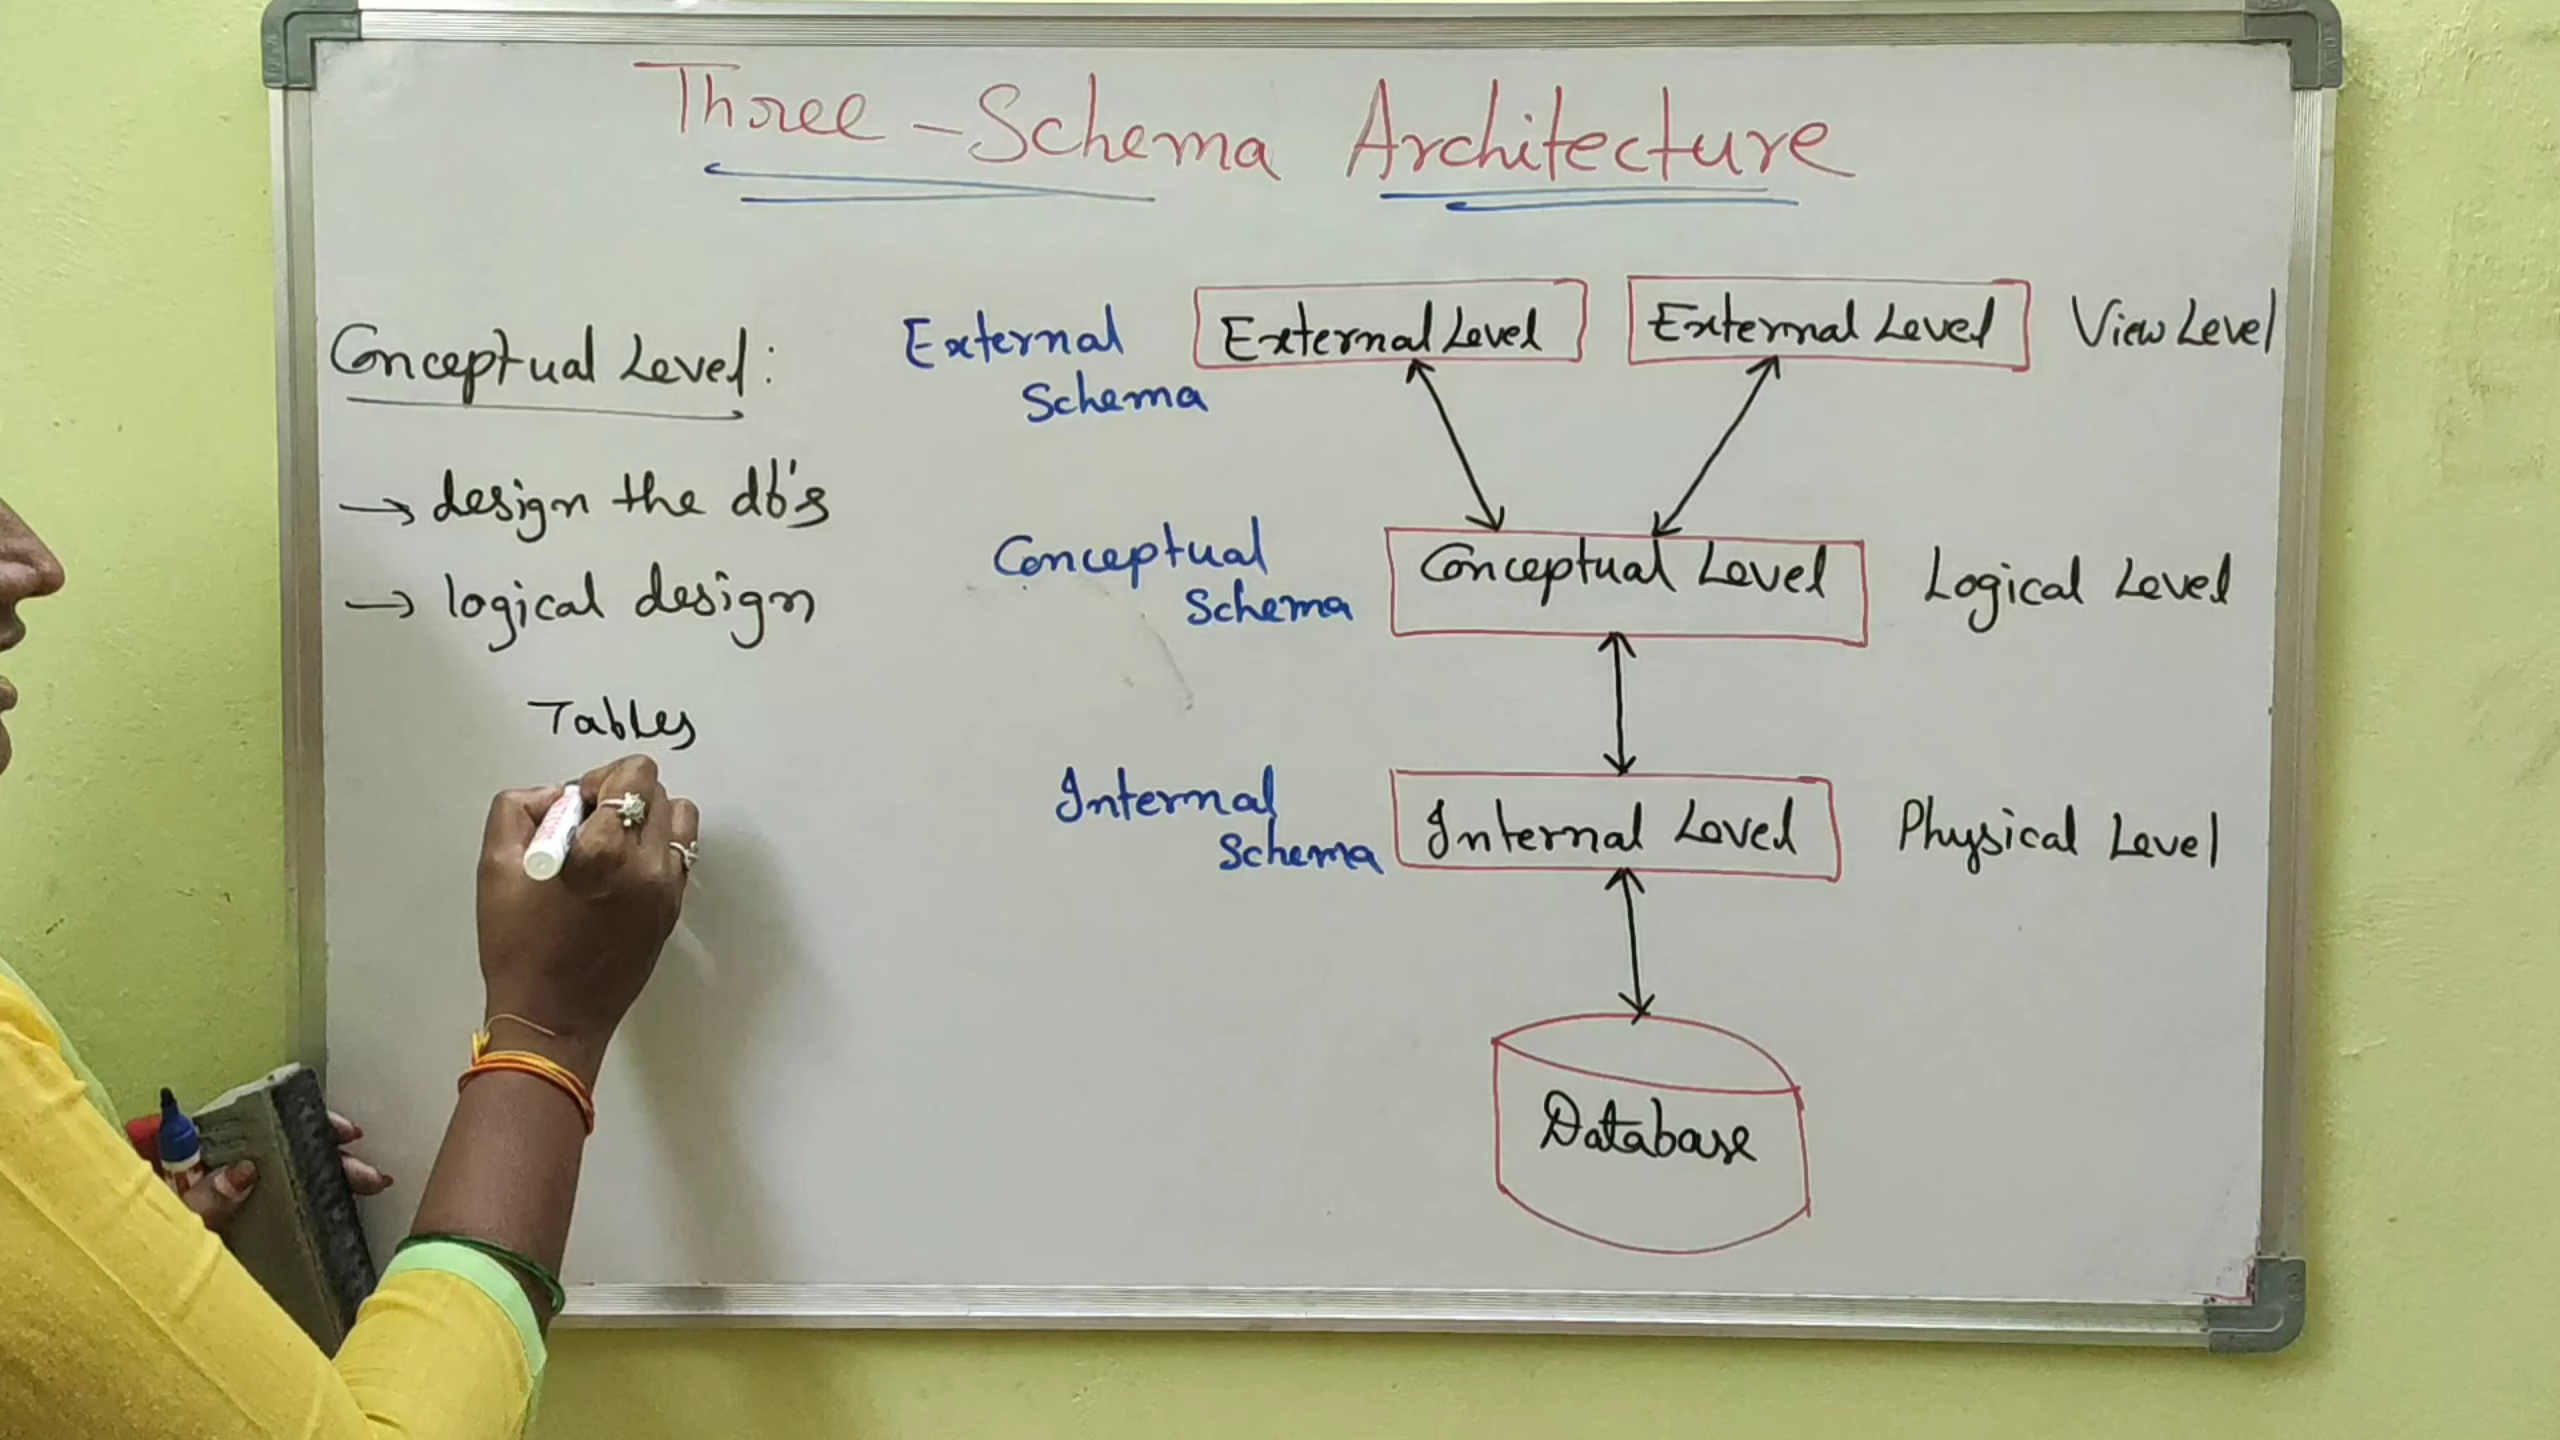 Three - Schema Architecture
Conceptual Level:
→ design the db's
→ logical design
Tables
External Schema
External Level
External Level
View Level
Conceptual Schema
Conceptual Level
Logical Level
Internal Schema
Internal Level
Physical Level
Database